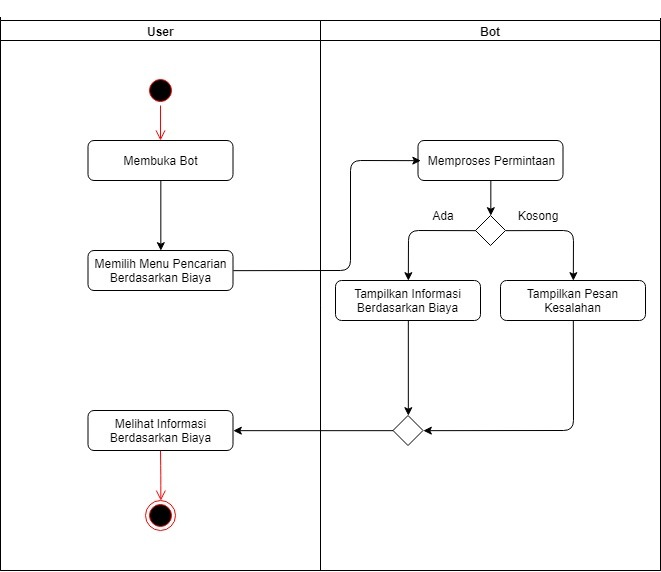 User
Bot
Membuka Bot
Memproses Permintaan
Ada
Kosong
Memilih Menu Pencarian
Berdasarkan Biaya
Tampilkan Informasi
Berdasarkan Biaya
Tampilkan Pesan
Kesalahan
Melihat Informasi
Berdasarkan Biaya